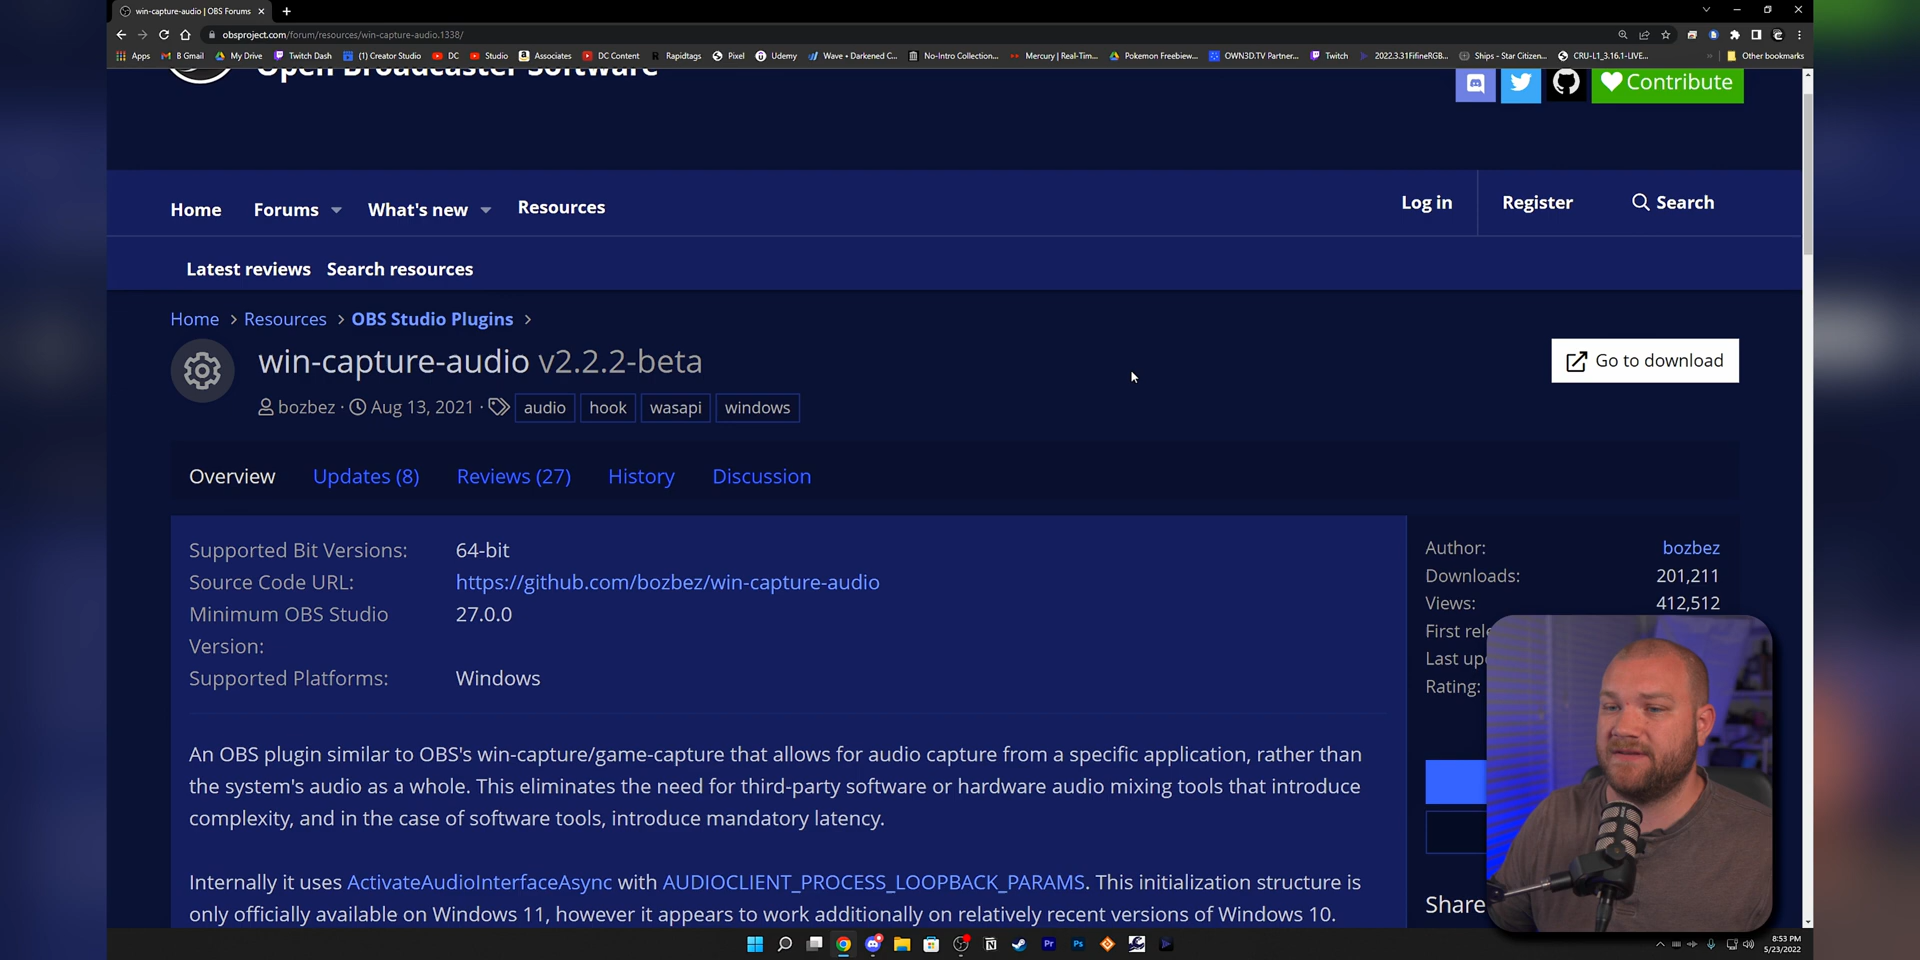 win-capture-audio | OBS Forums
obsproject.com/forum/resources/win-capture-audio.1338/
Apps B Gmail My Drive Twitch Dash (1) Creator Studio DC Studio Associates DC Content Rapidtags Pixel Udemy Wave + Darkened C... No-Intro Collection... Mercury | Real-Tim... Pokemon Freebiew... OWN3D.TV Partner... Twitch 2022.3.31FifineRGB... Ships - Star Citizen... CRU-L1_3.16.1-LIVE... Other bookmarks
Open Broadcaster Software
Contribute
Home Forums What's new Resources Log in Register Search
Latest reviews Search resources
Home > Resources > OBS Studio Plugins >
win-capture-audio v2.2.2-beta
Go to download
bozbez · Aug 13, 2021 · audio hook wasapi windows
Overview Updates (8) Reviews (27) History Discussion
Supported Bit Versions: 64-bit
Source Code URL: https://github.com/bozbez/win-capture-audio
Minimum OBS Studio 27.0.0
Version:
Supported Platforms: Windows
An OBS plugin similar to OBS's win-capture/game-capture that allows for audio capture from a specific application, rather than
the system's audio as a whole. This eliminates the need for third-party software or hardware audio mixing tools that introduce
complexity, and in the case of software tools, introduce mandatory latency.
Internally it uses ActivateAudioInterfaceAsync with AUDIOCLIENT_PROCESS_LOOPBACK_PARAMS. This initialization structure is
only officially available on Windows 11, however it appears to work additionally on relatively recent versions of Windows 10.
Author: bozbez
Downloads: 201,211
Views: 412,512
First rel
Last up
Rating:
Share
8:53 PM
5/23/2022